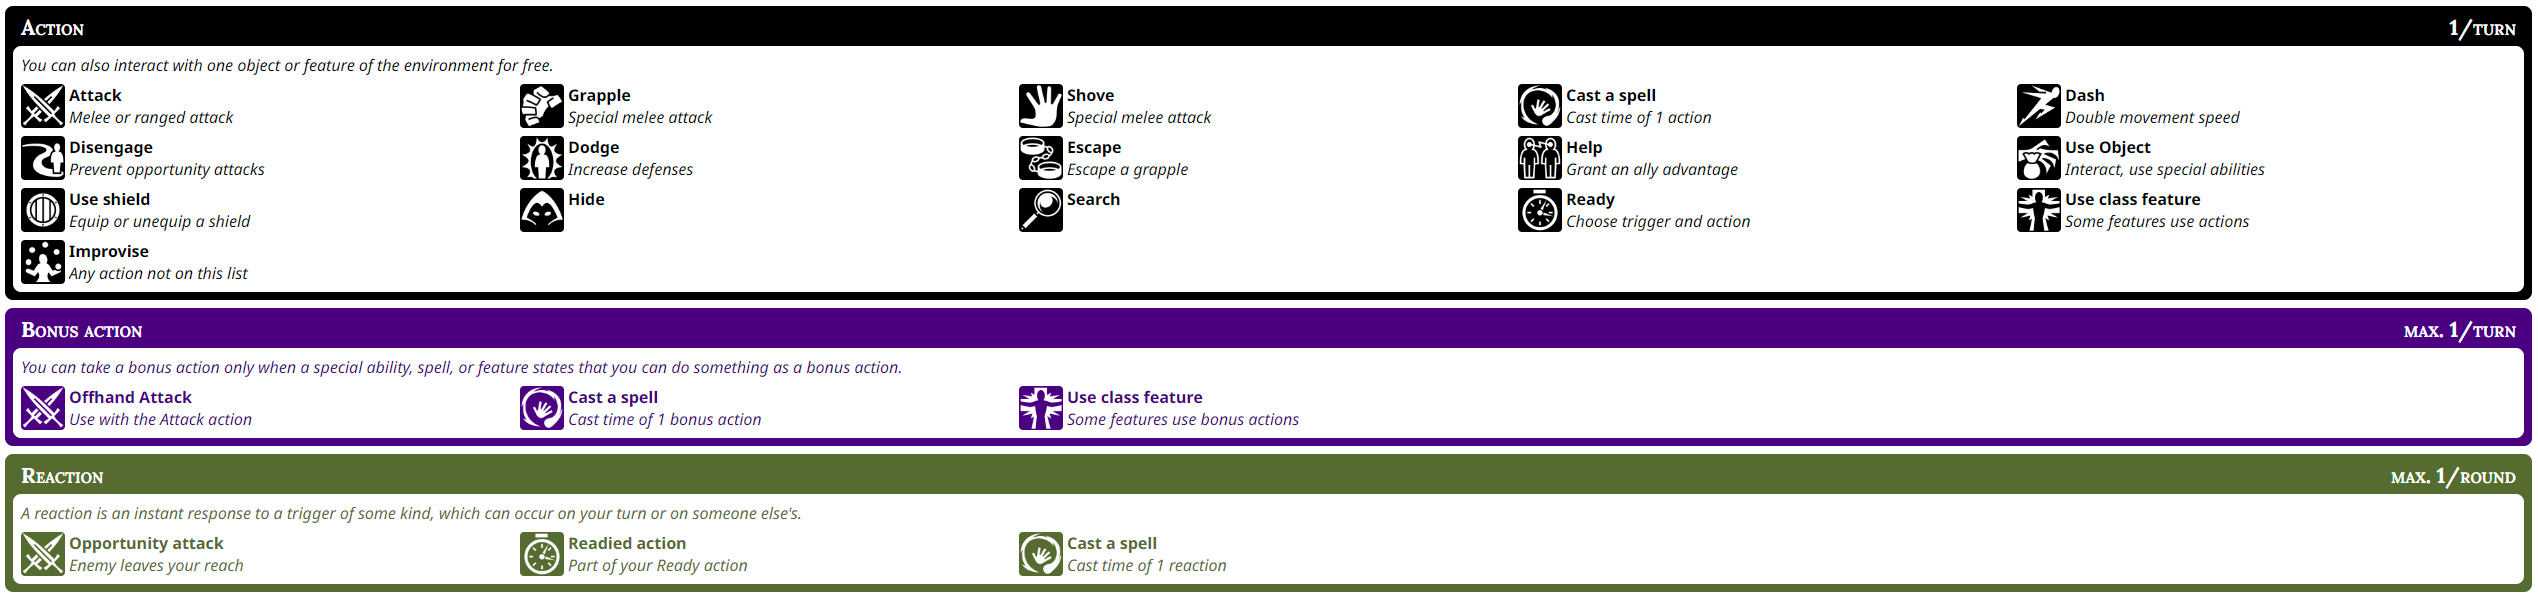 Action
1/turn
You can also interact with one object or feature of the environment for free.
Attack
Melee or ranged attack
Grapple
Special melee attack
Shove
Special melee attack
Cast a spell
Cast time of 1 action
Dash
Double movement speed
Disengage
Prevent opportunity attacks
Dodge
Increase defenses
Escape
Escape a grapple
Help
Grant an ally advantage
Use Object
Interact, use special abilities
Use shield
Equip or unequip a shield
Hide
Search
Ready
Choose trigger and action
Use class feature
Some features use actions
Improvise
Any action not on this list
Bonus action
max. 1/turn
You can take a bonus action only when a special ability, spell, or feature states that you can do something as a bonus action.
Offhand Attack
Use with the Attack action
Cast a spell
Cast time of 1 bonus action
Use class feature
Some features use bonus actions
Reaction
max. 1/round
A reaction is an instant response to a trigger of some kind, which can occur on your turn or on someone else's.
Opportunity attack
Enemy leaves your reach
Readied action
Part of your Ready action
Cast a spell
Cast time of 1 reaction